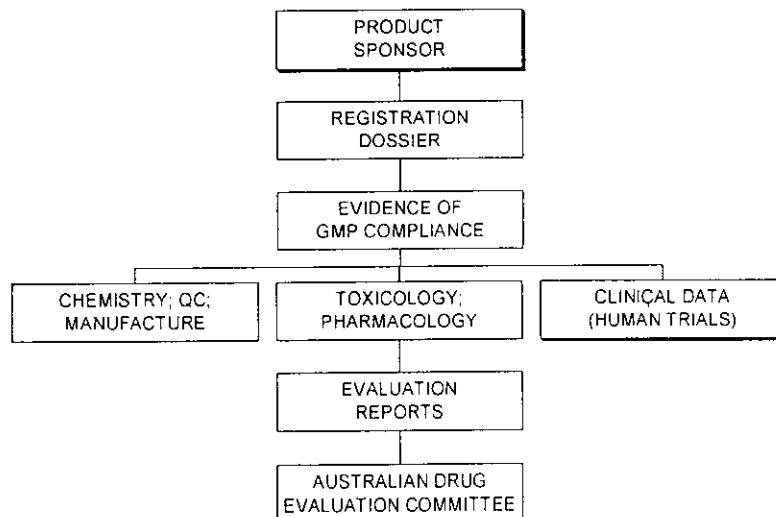 PRODUCT
SPONSOR
REGISTRATION
DOSSIER
EVIDENCE OF
GMP COMPLIANCE
CHEMISTRY; QC;
MANUFACTURE
TOXICOLOGY;
PHARMACOLOGY
CLINICAL DATA
(HUMAN TRIALS)
EVALUATION
REPORTS
AUSTRALIAN DRUG
EVALUATION COMMITTEE